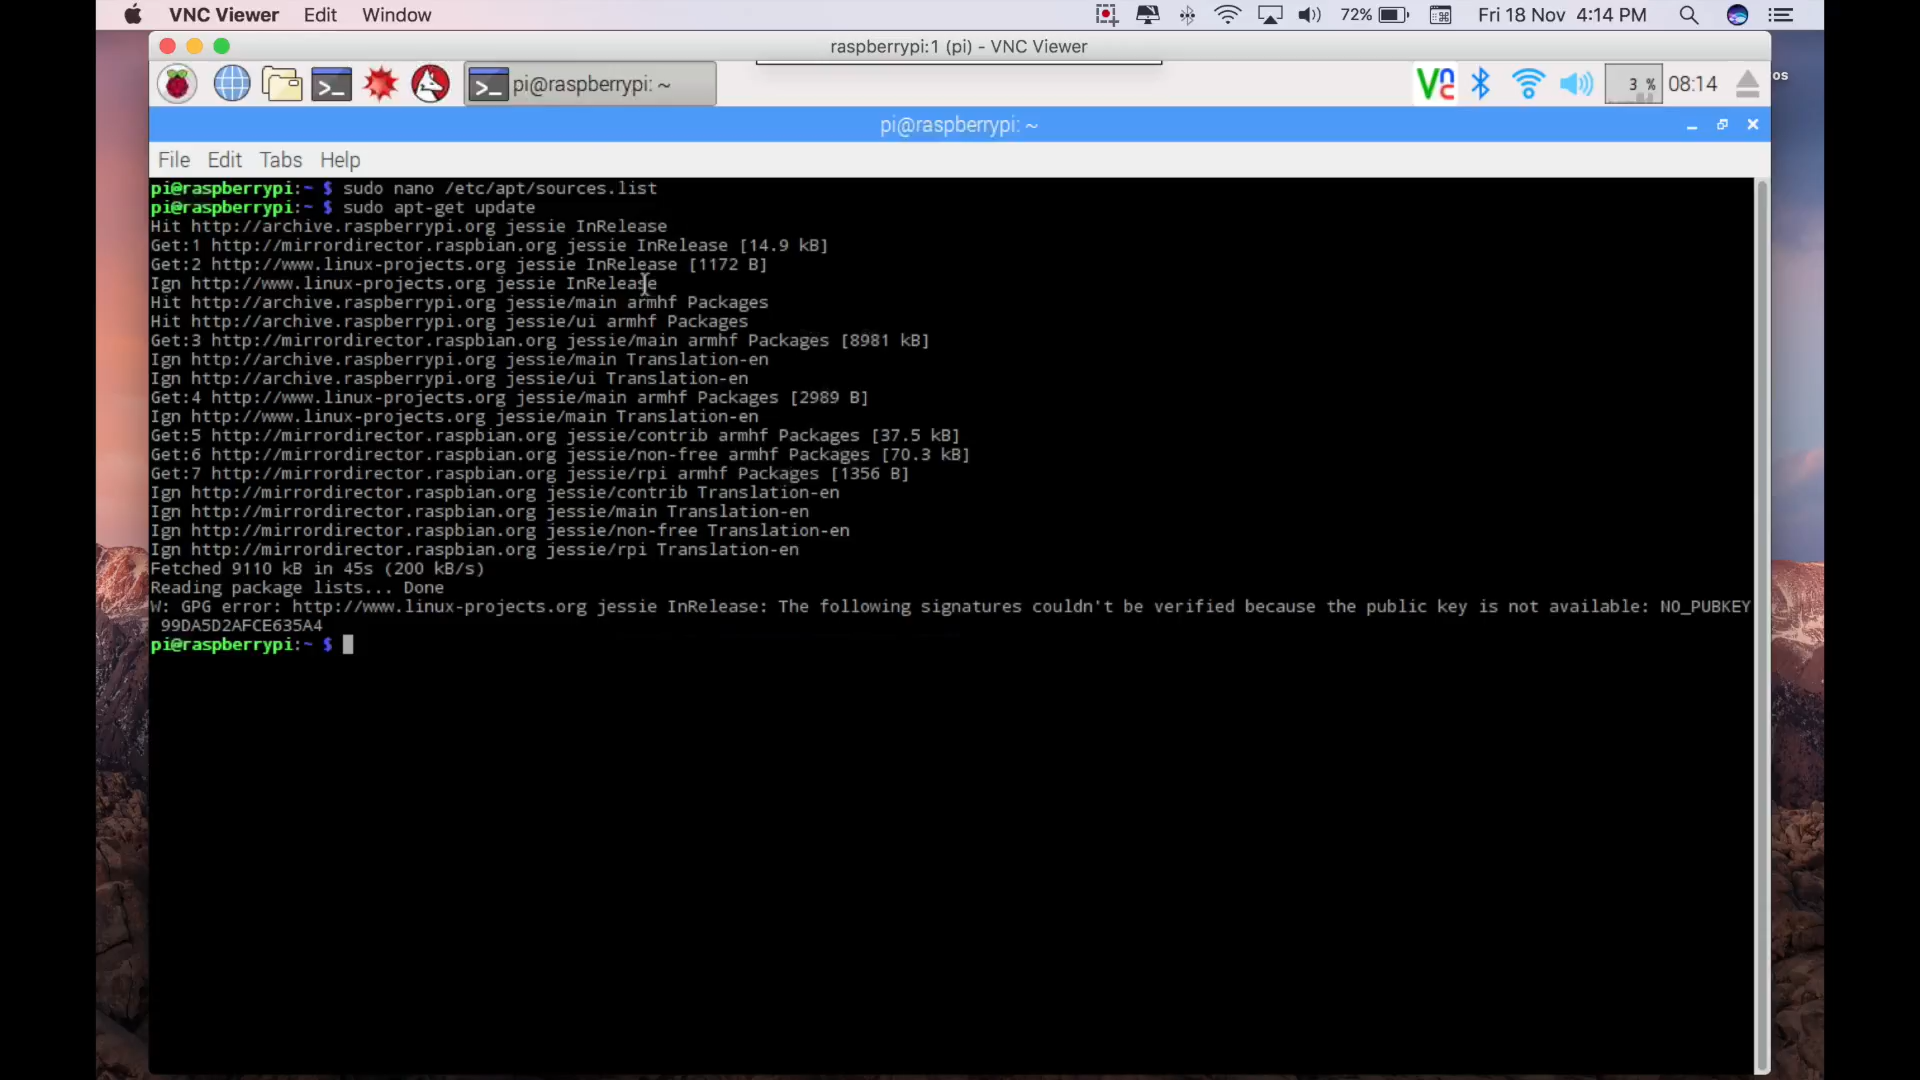 VNC Viewer Edit Window 72% Fri 18 Nov 4:14 PM
raspberrypi:1 (pi) - VNC Viewer
pi@raspberrypi: ~ 3 % 08:14 os
pi@raspberrypi: ~
File Edit Tabs Help
pi@raspberrypi:~ $ sudo nano /etc/apt/sources.list
pi@raspberrypi:~ $ sudo apt-get update
Hit http://archive.raspberrypi.org jessie InRelease
Get:1 http://mirrordirector.raspbian.org jessie InRelease [14.9 kB]
Get:2 http://www.linux-projects.org jessie InRelease [1172 B]
Ign http://www.linux-projects.org jessie InRelease
Hit http://archive.raspberrypi.org jessie/main armhf Packages
Hit http://archive.raspberrypi.org jessie/ui armhf Packages
Get:3 http://mirrordirector.raspbian.org jessie/main armhf Packages [8981 kB]
Ign http://archive.raspberrypi.org jessie/main Translation-en
Ign http://archive.raspberrypi.org jessie/ui Translation-en
Get:4 http://www.linux-projects.org jessie/main armhf Packages [2989 B]
Ign http://www.linux-projects.org jessie/main Translation-en
Get:5 http://mirrordirector.raspbian.org jessie/contrib armhf Packages [37.5 kB]
Get:6 http://mirrordirector.raspbian.org jessie/non-free armhf Packages [70.3 kB]
Get:7 http://mirrordirector.raspbian.org jessie/rpi armhf Packages [1356 B]
Ign http://mirrordirector.raspbian.org jessie/contrib Translation-en
Ign http://mirrordirector.raspbian.org jessie/main Translation-en
Ign http://mirrordirector.raspbian.org jessie/non-free Translation-en
Ign http://mirrordirector.raspbian.org jessie/rpi Translation-en
Fetched 9110 kB in 45s (200 kB/s)
Reading package lists... Done
W: GPG error: http://www.linux-projects.org jessie InRelease: The following signatures couldn't be verified because the public key is not available: NO_PUBKEY
99DA5D2AFCE635A4
pi@raspberrypi:~ $